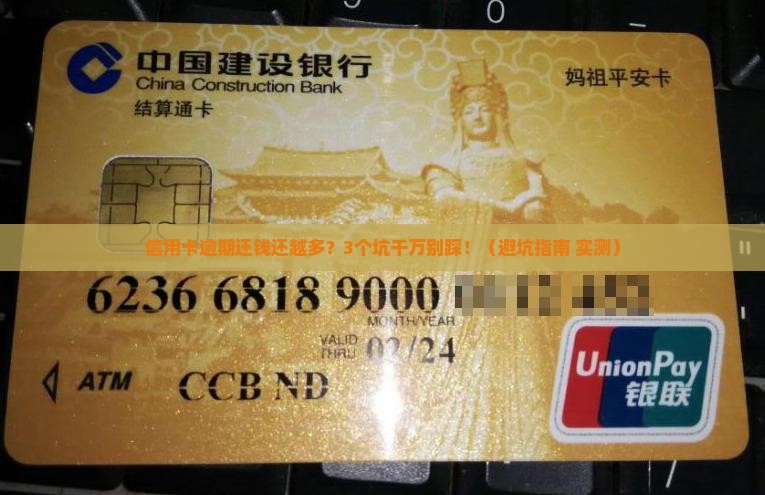 中国建设银行
China Construction Bank
妈祖平安卡
结算通卡
信用卡逾期还钱还越多？3个坑千万别踩！（避坑指南 实测）
6236 6818 9000
MONTH/YEAR
VALID
THRU
02/24
ATM
CCB ND
UnionPay
银联